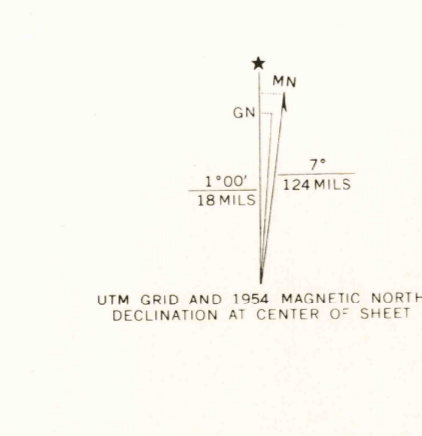 ★
MN
GN
1°00′
18 MILS
7°
124 MILS
UTM GRID AND 1954 MAGNETIC NORTH
DECLINATION AT CENTER OF SHEET